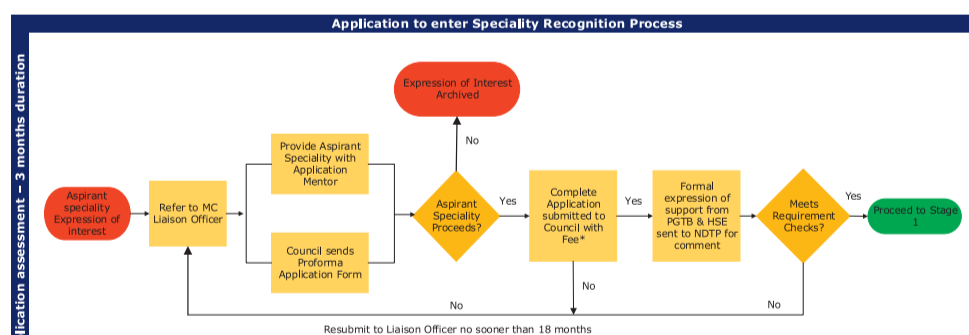 Application to enter Speciality Recognition Process
lication assessment – 3 months duration
Expression of Interest
Archived
No
Provide Aspirant
Speciality with
Application
Mentor
Aspirant
speciality
Expression of
interest
Refer to MC
Liaison Officer
Council sends
Proforma
Application Form
Aspirant
Speciality
Proceeds?
Yes
Complete
Application
submitted to
Council with
Fee*
Yes
Formal
expression of
support from
PGTB & HSE
sent to NDTP for
comment
Meets
Requirement
Checks?
Yes
Proceed to Stage
1
No
No
No
Resubmit to Liaison Officer no sooner than 18 months